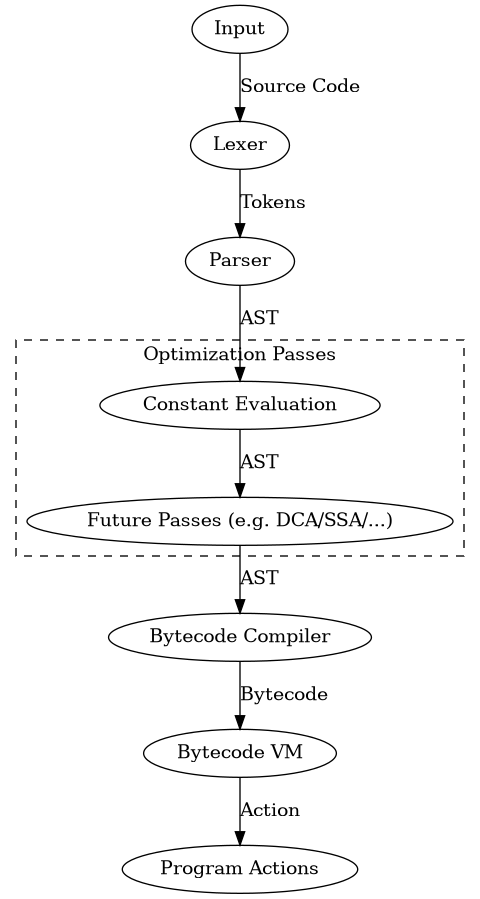 Input
Source Code
Lexer
Tokens
Parser
AST
Optimization Passes
Constant Evaluation
AST
Future Passes (e.g. DCA/SSA/...)
AST
Bytecode Compiler
Bytecode
Bytecode VM
Action
Program Actions